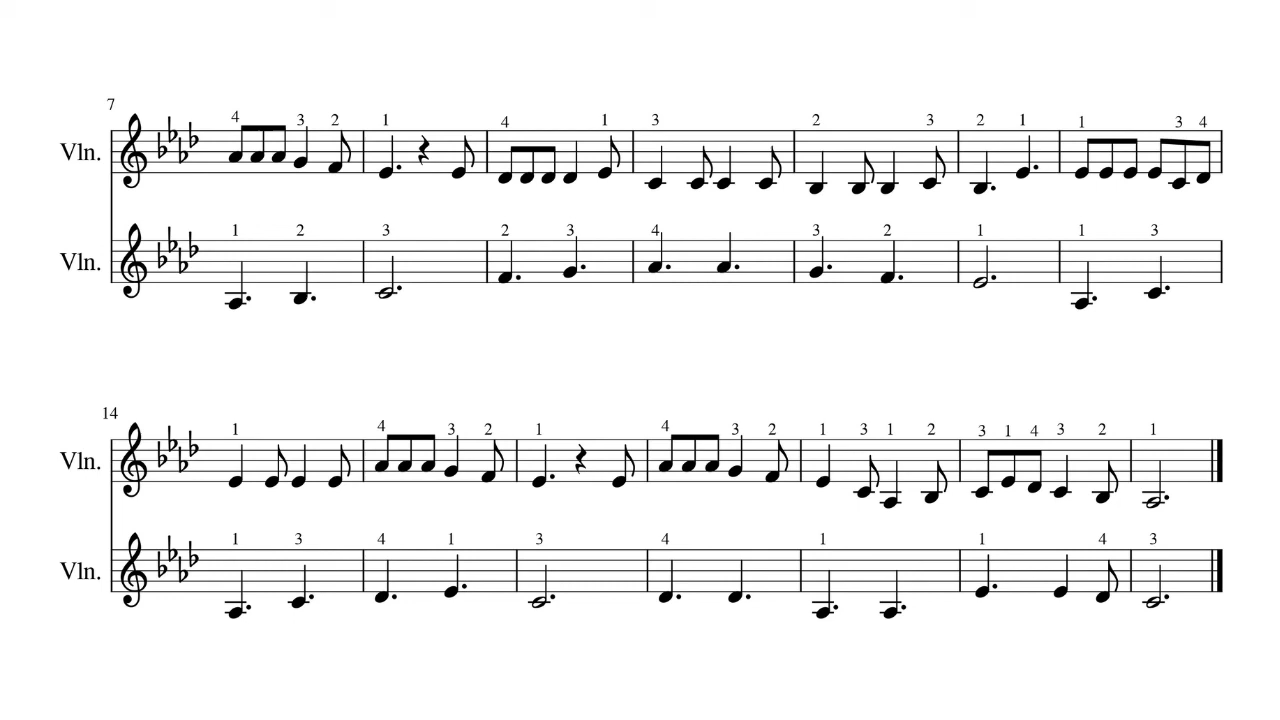 7
4 3 2 1 4 1 3 2 3 2 1 1 3 4
Vln.
1 2 3 2 3 4 3 2 1 1 3
Vln.
14
1 4 3 2 1 4 3 2 1 3 1 2 3 1 4 3 2 1
Vln.
1 3 4 1 3 4 1 1 4 3
Vln.